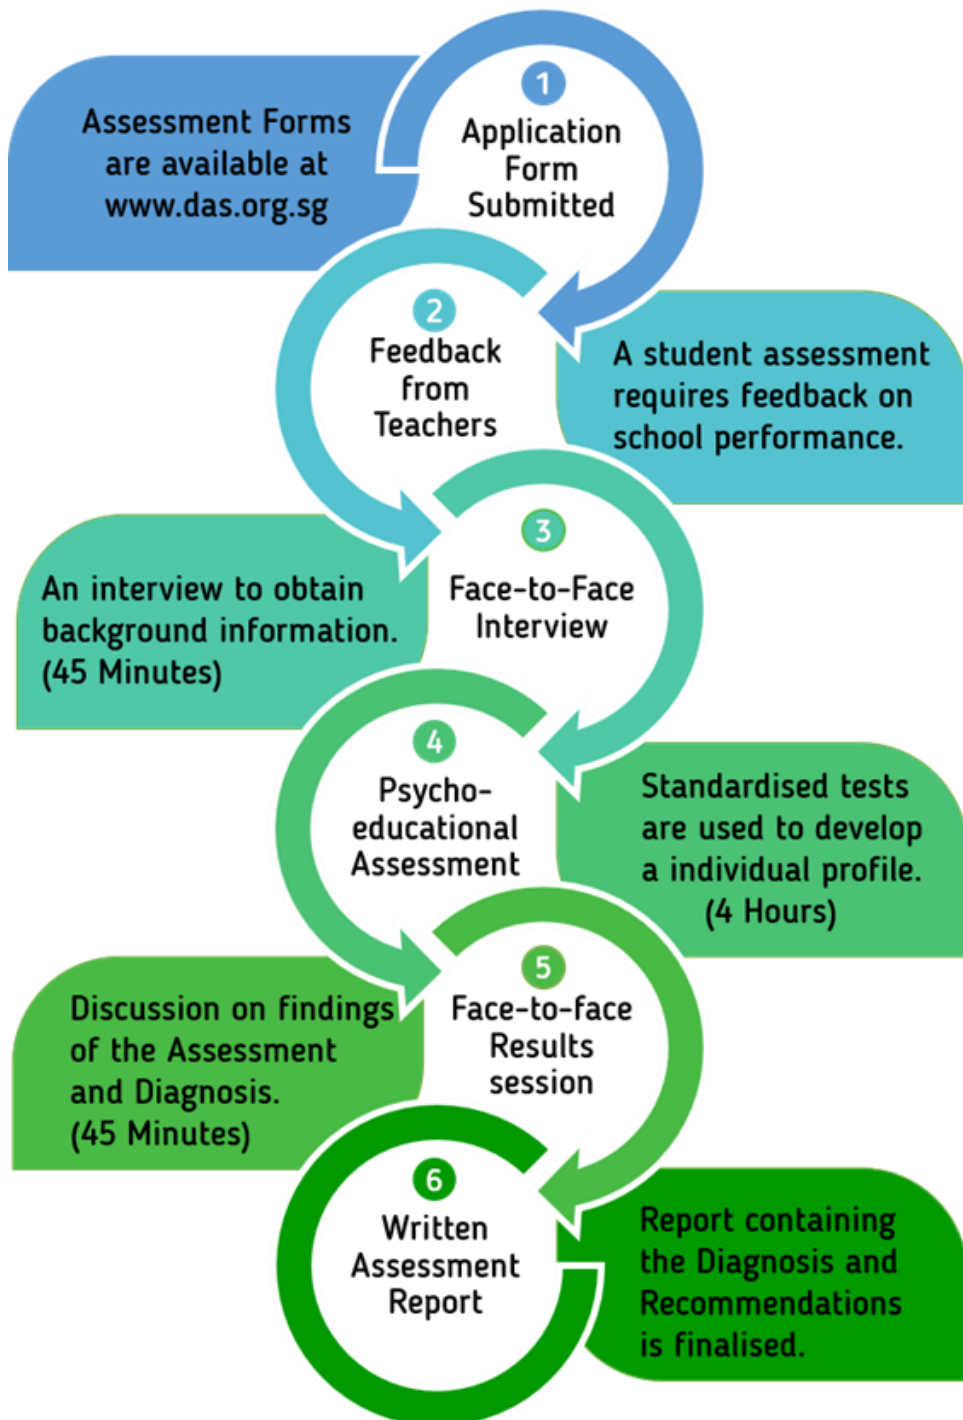 Assessment Forms
are available at
www.das.org.sg
1
Application
Form
Submitted
2
Feedback
from
Teachers
A student assessment
requires feedback on
school performance.
An interview to obtain
background information.
(45 Minutes)
3
Face-to-Face
Interview
4
Psycho-
educational
Assessment
Standardised tests
are used to develop
a individual profile.
(4 Hours)
Discussion on findings
of the Assessment
and Diagnosis.
(45 Minutes)
5
Face-to-face
Results
session
6
Written
Assessment
Report
Report containing
the Diagnosis and
Recommendations
is finalised.